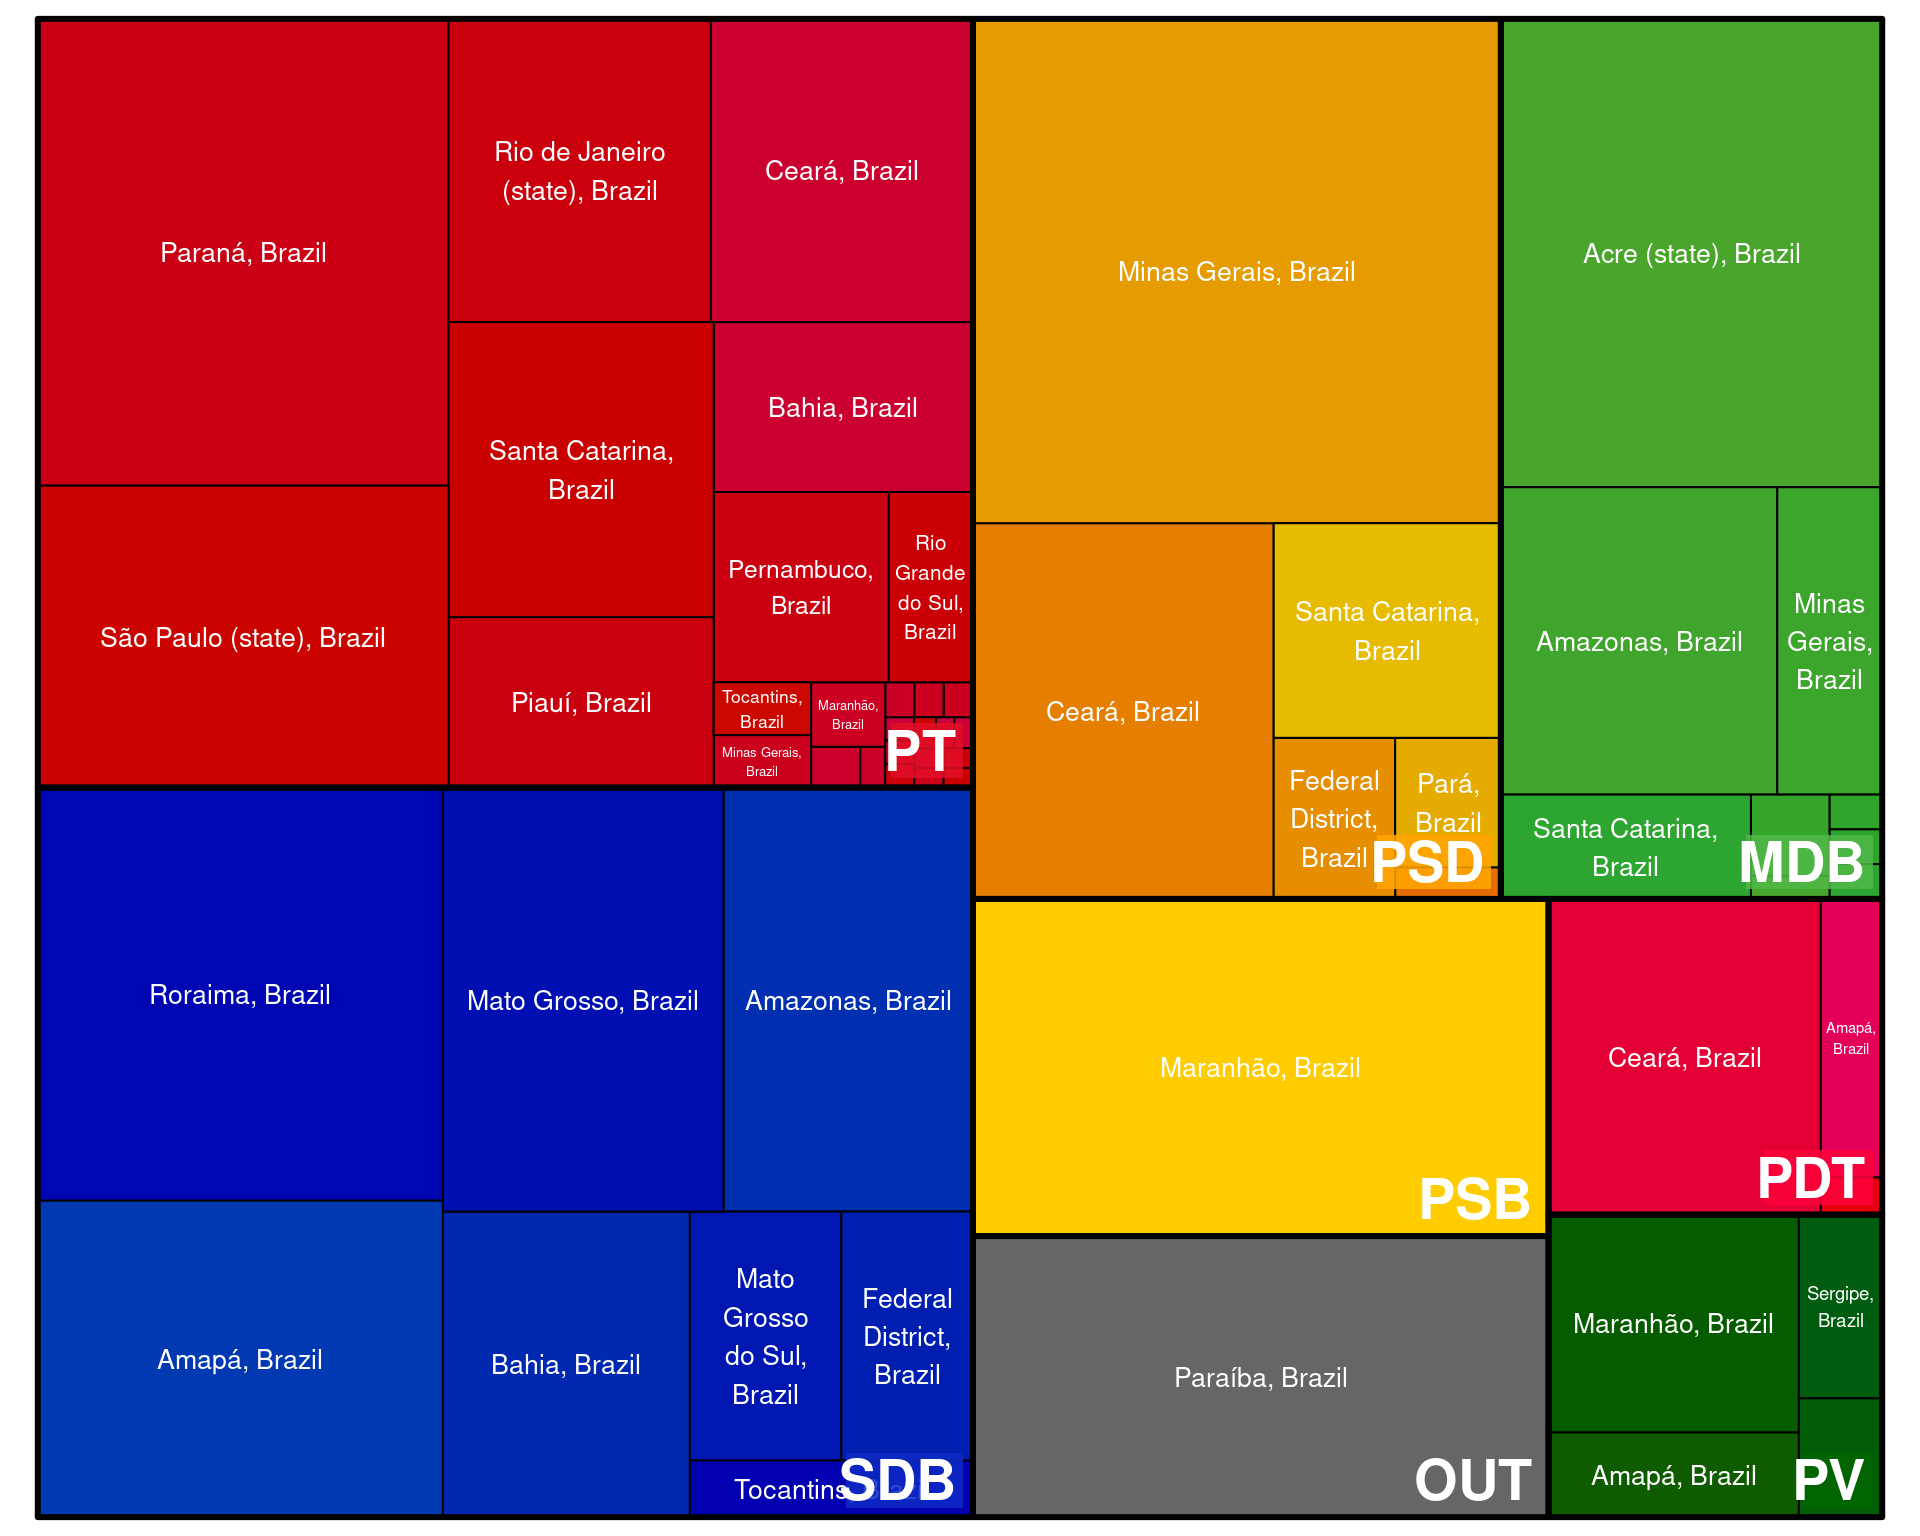 Paraná, Brazil
Rio de Janeiro
(state), Brazil
Ceará, Brazil
Santa Catarina,
Brazil
Bahia, Brazil
São Paulo (state), Brazil
Piauí, Brazil
Pernambuco,
Brazil
Rio
Grande
do Sul,
Brazil
Tocantins,
Brazil
Maranhão,
Brazil
Minas Gerais,
Brazil
PT
Minas Gerais, Brazil
Ceará, Brazil
Santa Catarina,
Brazil
Federal
District,
Brazil
Pará,
Brazil
PSD
Acre (state), Brazil
Amazonas, Brazil
Minas
Gerais,
Brazil
Santa Catarina,
Brazil
MDB
Roraima, Brazil
Mato Grosso, Brazil
Amazonas, Brazil
Amapá, Brazil
Bahia, Brazil
Mato
Grosso
do Sul,
Brazil
Federal
District,
Brazil
Tocantins
SDB
Maranhão, Brazil
PSB
Ceará, Brazil
Amapá,
Brazil
PDT
Paraíba, Brazil
OUT
Maranhão, Brazil
Sergipe,
Brazil
Amapá, Brazil
PV